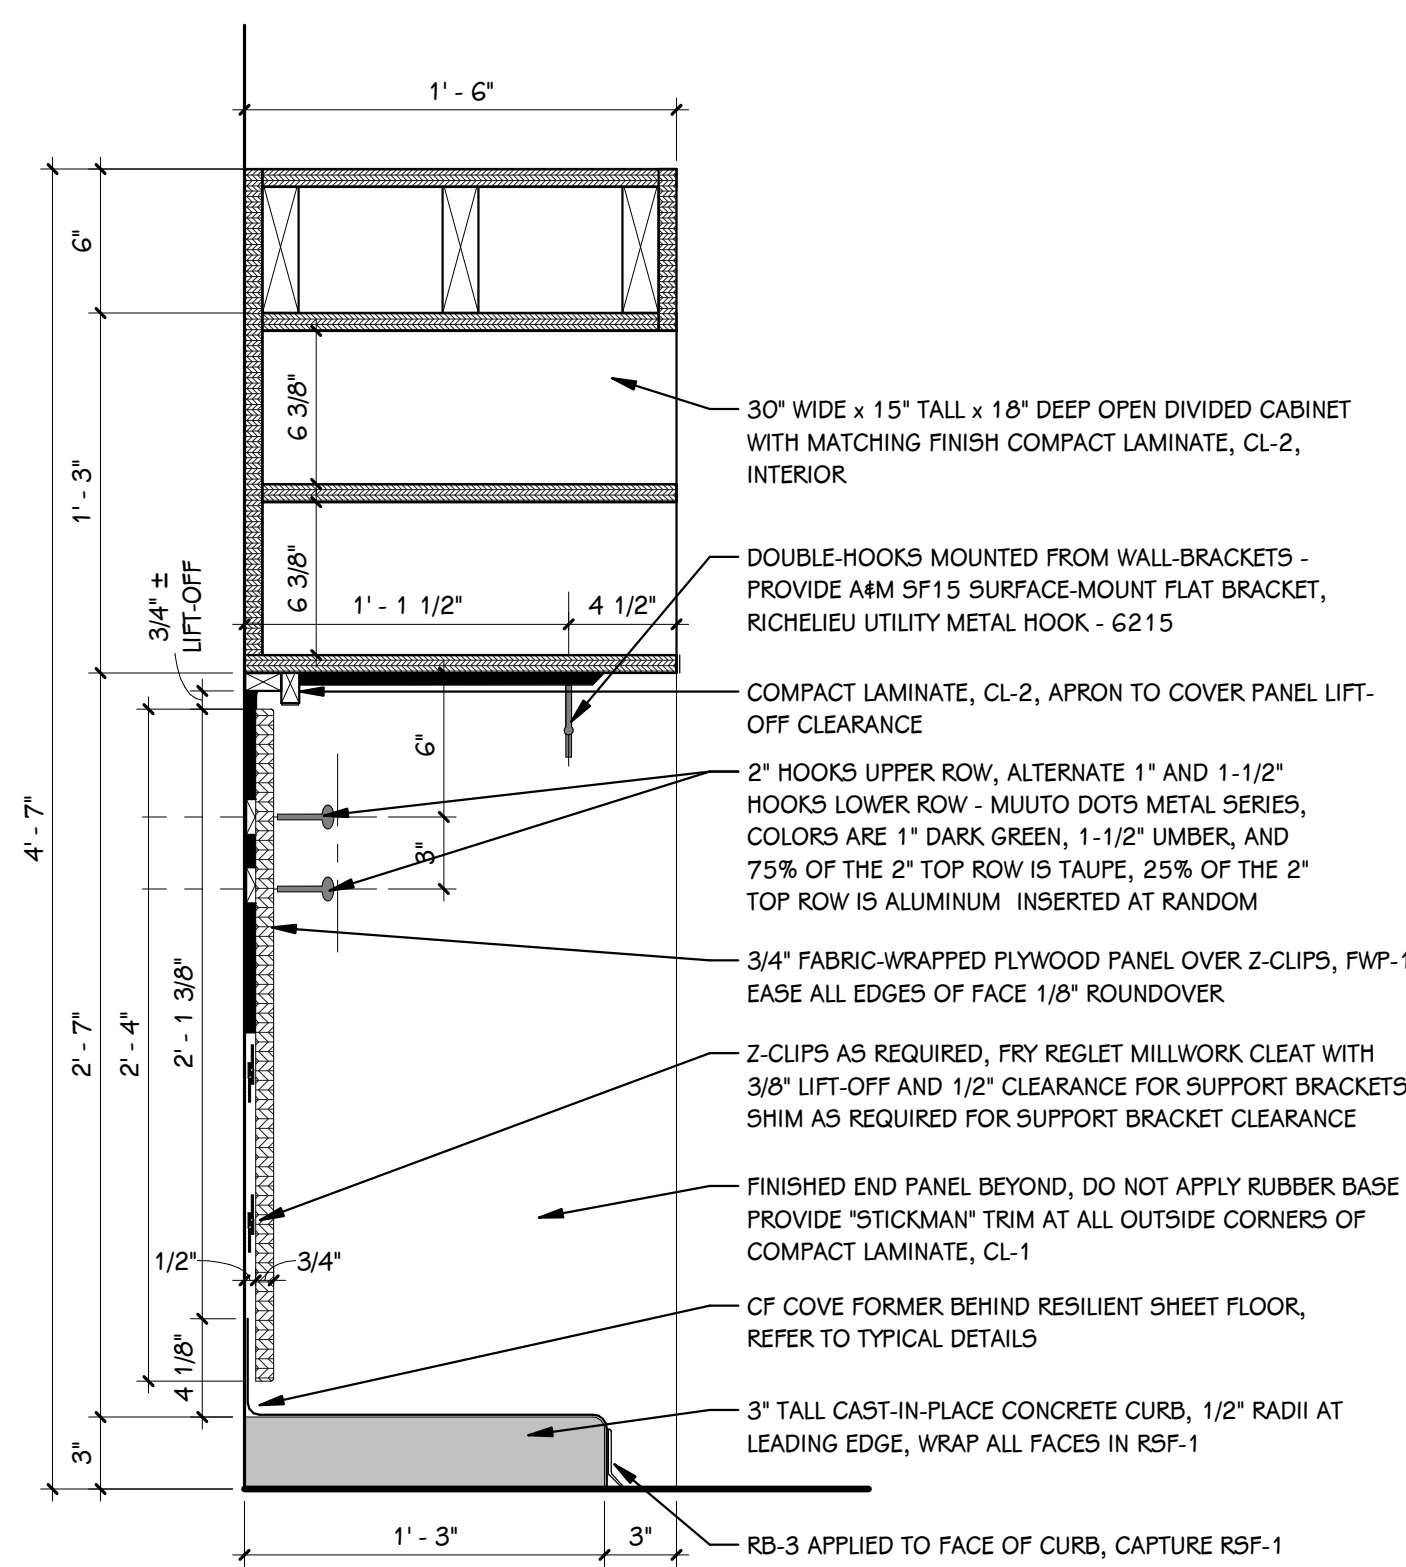 1' - 6"
6"
6 3/8"
30" WIDE x 15" TALL x 18" DEEP OPEN DIVIDED CABINET
WITH MATCHING FINISH COMPACT LAMINATE, CL-2,
INTERIOR
1' - 3"
6 3/8"
3/4" ±
LIFT-OFF
1' - 1 1/2"
4 1/2"
DOUBLE-HOOKS MOUNTED FROM WALL-BRACKETS -
PROVIDE A&M SF15 SURFACE-MOUNT FLAT BRACKET,
RICHELIEU UTILITY METAL HOOK - 6215
COMPACT LAMINATE, CL-2, APRON TO COVER PANEL LIFT-
OFF CLEARANCE
6"
4' - 7"
3"
2" HOOKS UPPER ROW, ALTERNATE 1" AND 1-1/2"
HOOKS LOWER ROW - MUUTO DOTS METAL SERIES,
COLORS ARE 1" DARK GREEN, 1-1/2" UMBER, AND
75% OF THE 2" TOP ROW IS TAUPE, 25% OF THE 2"
TOP ROW IS ALUMINUM INSERTED AT RANDOM
3/4" FABRIC-WRAPPED PLYWOOD PANEL OVER Z-CLIPS, FWP-1
EASE ALL EDGES OF FACE 1/8" ROUNDOVER
2' - 7"
2' - 4"
2' - 1 3/8"
Z-CLIPS AS REQUIRED, FRY REGLET MILLWORK CLEAT WITH
3/8" LIFT-OFF AND 1/2" CLEARANCE FOR SUPPORT BRACKETS
SHIM AS REQUIRED FOR SUPPORT BRACKET CLEARANCE
FINISHED END PANEL BEYOND, DO NOT APPLY RUBBER BASE
PROVIDE "STICKMAN" TRIM AT ALL OUTSIDE CORNERS OF
COMPACT LAMINATE, CL-1
1/2"
3/4"
CF COVE FORMER BEHIND RESILIENT SHEET FLOOR,
REFER TO TYPICAL DETAILS
4 1/8"
3" TALL CAST-IN-PLACE CONCRETE CURB, 1/2" RADII AT
LEADING EDGE, WRAP ALL FACES IN RSF-1
3"
1' - 3"
3"
RB-3 APPLIED TO FACE OF CURB, CAPTURE RSF-1